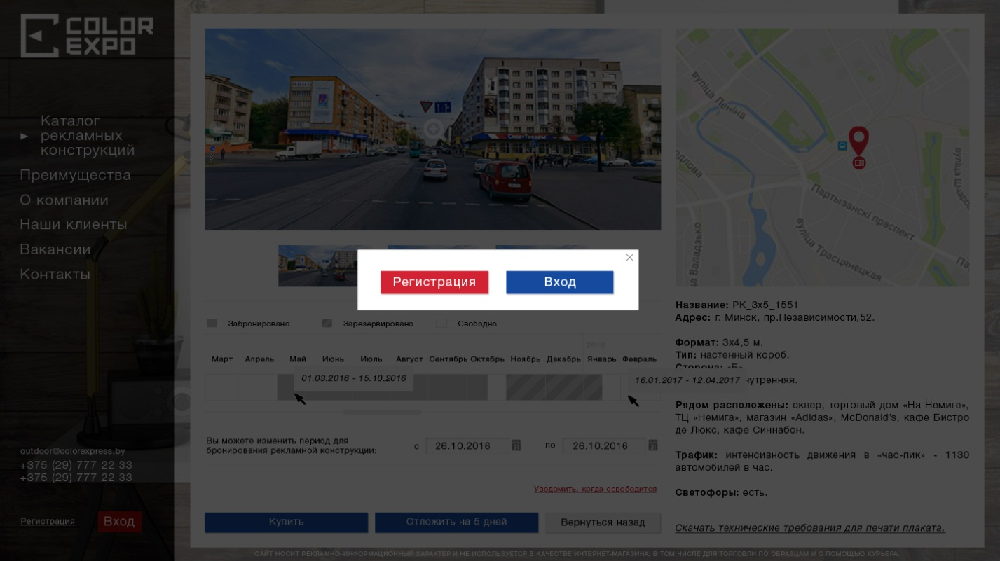 COLOR
EXPO
Каталог
рекламных
конструкций
Преимущества
О компании
Наши клиенты
Вакансии
Контакты
outdoor@colorexpress.by
+375 (29) 777 22 33
+375 (29) 777 22 33
Регистрация
Вход
Регистрация
Вход
- Забронировано
- Зарезервировано
- Свободно
2016
Март
Апрель
Май
Июнь
Июль
Август
Сентябрь
Октябрь
Ноябрь
Декабрь
Январь
Февраль
01.03.2016 - 15.10.2016
16.01.2017 - 12.04.2017
Вы можете изменить период для
бронирования рекламной конструкции:
с
26.10.2016
31
по
26.10.2016
31
Уведомить, когда освободится
Купить
Отложить на 5 дней
Вернуться назад
вуліца Леніна
Партызанскі праспект
вуліца Трасцянецкая
ца Валадзько
Па
Название: РК_3х5_1551
Адрес: г. Минск, пр.Независимости,52.
Формат: 3х4,5 м.
Тип: настенный короб.
Сторона: «Б»
утренняя.
Рядом расположены: сквер, торговый дом «На Немиге»,
ТЦ «Немига», магазин «Adidas», McDonald's, кафе Бистро
де Люкс, кафе Синнабон.
Трафик: интенсивность движения в «час-пик» - 1130
автомобилей в час.
Светофоры: есть.
Скачать технические требования для печати плаката.
САЙТ НОСИТ РЕКЛАМНО-ИНФОРМАЦИОННЫЙ ХАРАКТЕР И НЕ ИСПОЛЬЗУЕТСЯ В КАЧЕСТВЕ ИНТЕРНЕТ-МАГАЗИНА, В ТОМ ЧИСЛЕ ДЛЯ ТОРГОВЛИ ПО ОБРАЗЦАМ И С ПОМОЩЬЮ КУРЬЕРА.